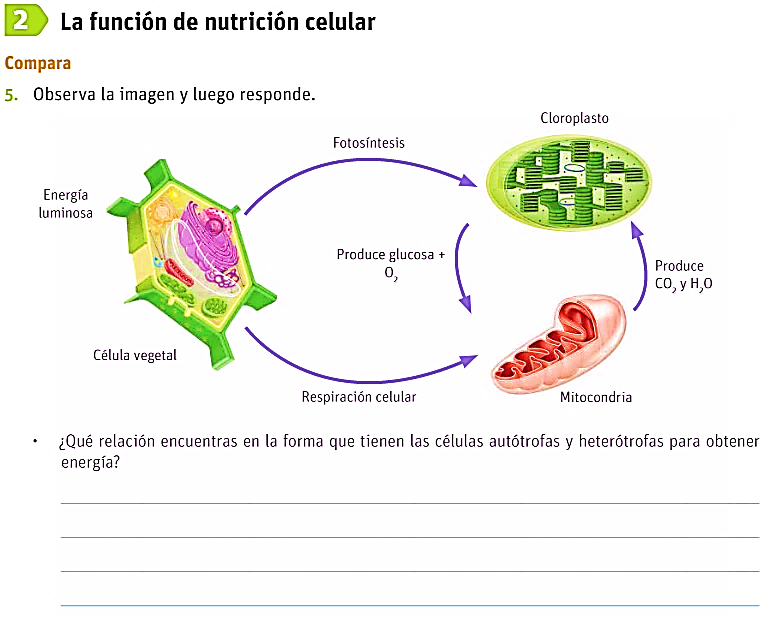 2 La función de nutrición celular
Compara
5. Observa la imagen y luego responde.
Cloroplasto
Fotosíntesis
Energía
luminosa
Produce glucosa +
O₂
Produce
CO₂ y H₂O
Célula vegetal
Respiración celular
Mitocondria
• ¿Qué relación encuentras en la forma que tienen las células autótrofas y heterótrofas para obtener
energía?